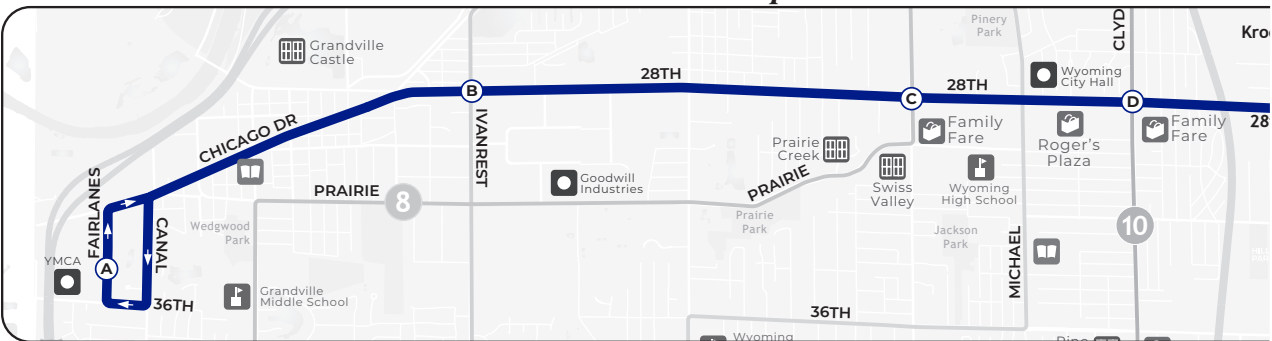 Pinery
Park
CLYD
Kro
Grandville
Castle
28TH
B
28TH
C
Wyoming
City Hall
D
28
CHICAGO DR
IVANREST
Family
Fare
Roger's
Plaza
Family
Fare
Prairie
Creek
FAIRLANES
PRAIRIE
8
Goodwill
Industries
PRAIRIE
Swiss
Valley
Wyoming
High School
Wedgwood
Park
CANAL
Prairie
Park
Jackson
Park
10
MICHAEL
YMCA
A
36TH
Grandville
Middle School
36TH
Wyoming